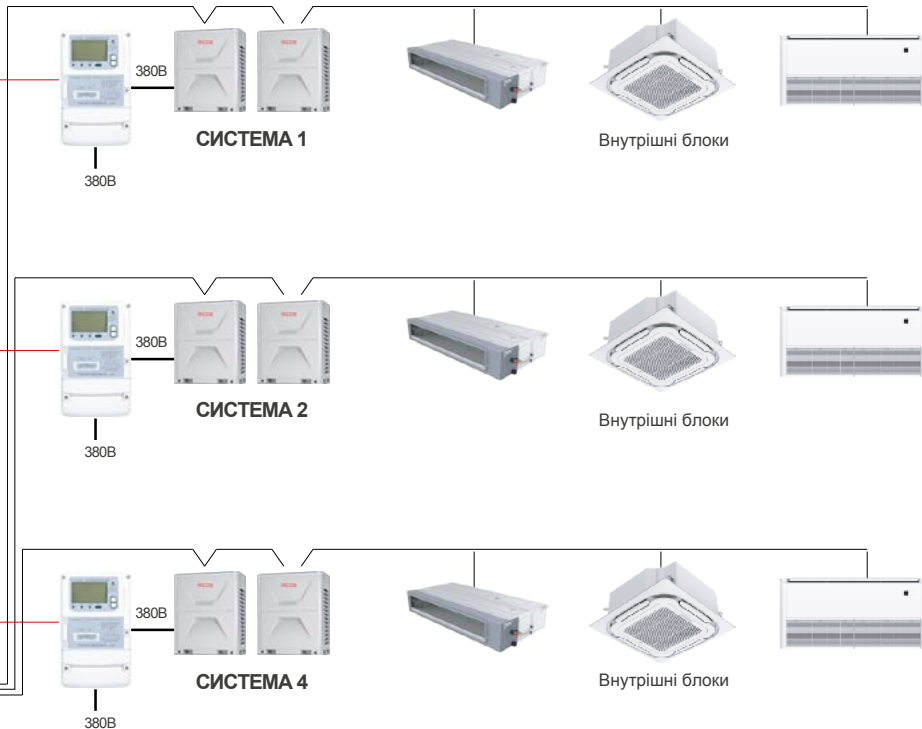 380В
СИСТЕМА 1
Внутрішні блоки
380В
380В
СИСТЕМА 2
Внутрішні блоки
380В
380В
СИСТЕМА 4
Внутрішні блоки
380В